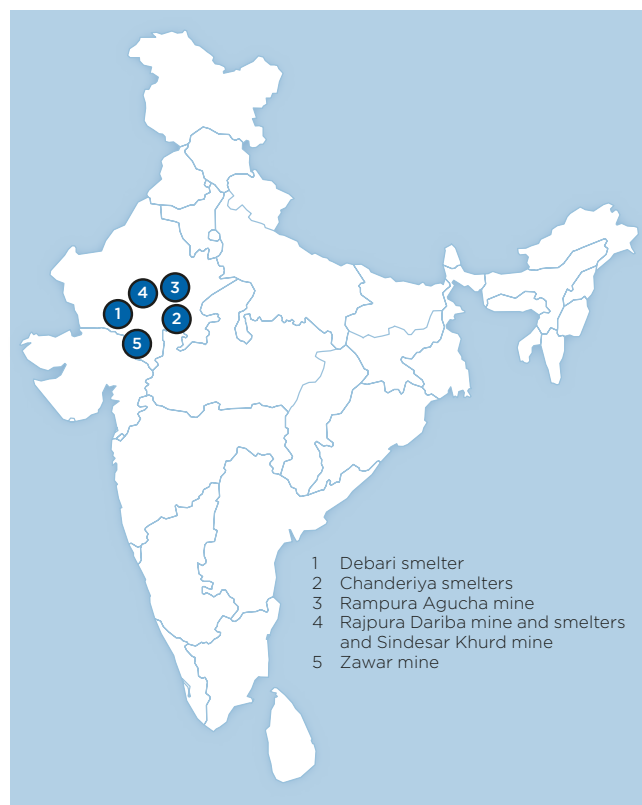 4
3
1
2
5
1 Debari smelter
2 Chanderiya smelters
3 Rampura Agucha mine
4 Rajpura Dariba mine and smelters
and Sindesar Khurd mine
5 Zawar mine